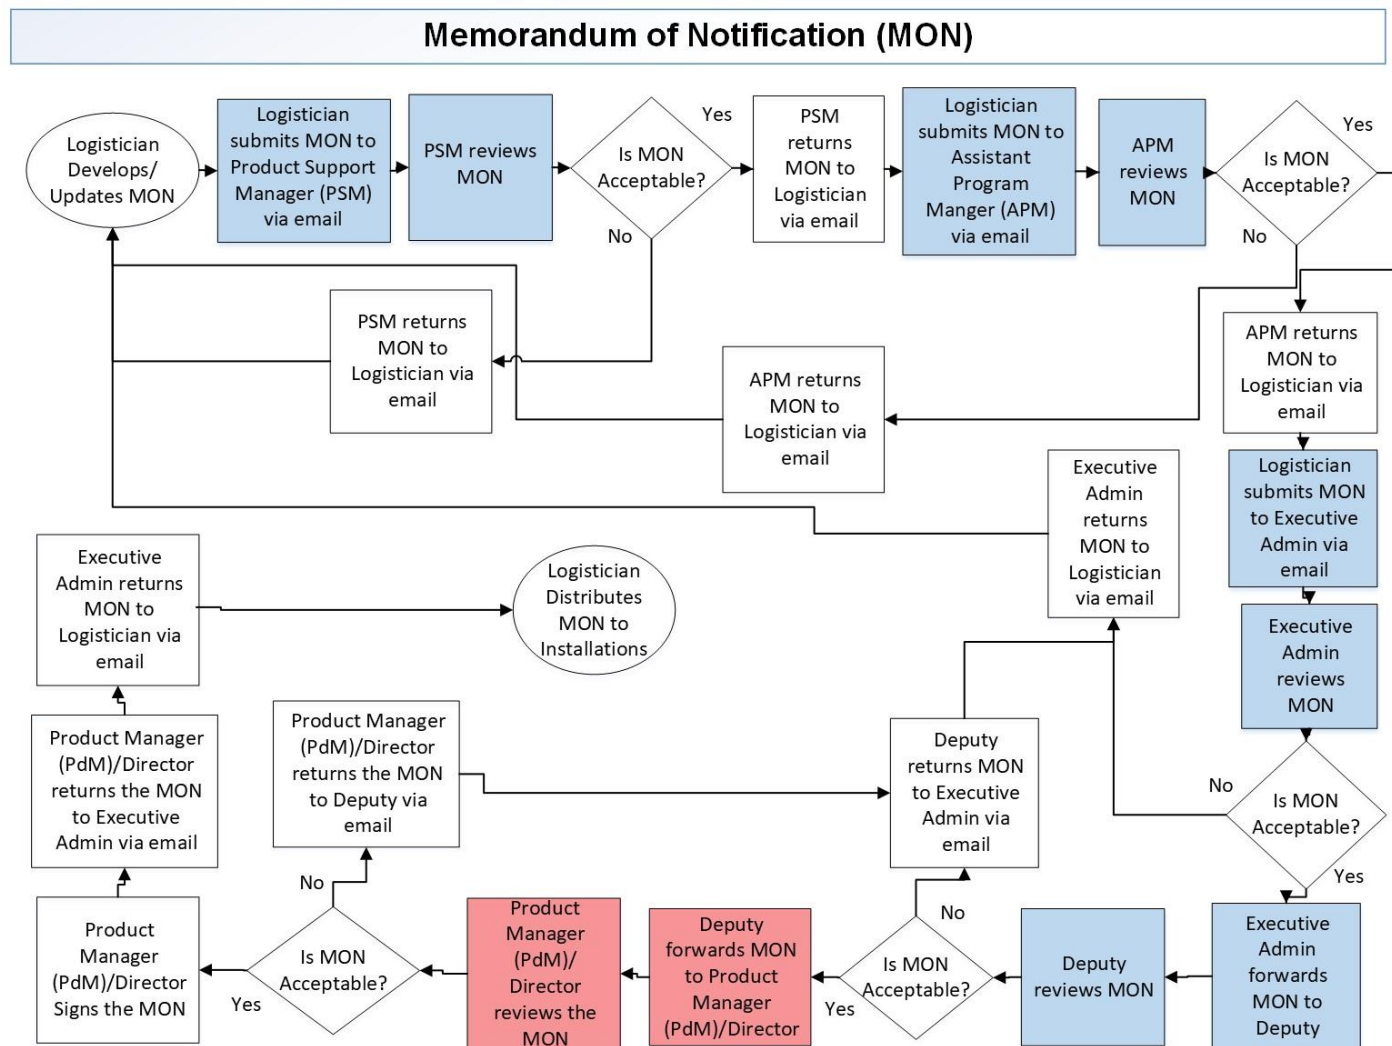 Memorandum of Notification (MON)
Logistician
Develops/
Updates MON
Logistician
submits MON to
Product Support
Manager (PSM)
via email
PSM reviews
MON
Is MON
Acceptable?
Yes
No
PSM
returns
MON to
Logistician
via email
Logistician
submits MON to
Assistant
Program
Manger (APM)
via email
APM
reviews
MON
Is MON
Acceptable?
Yes
No
PSM returns
MON to
Logistician via
email
APM returns
MON to
Logistician via
email
APM returns
MON to
Logistician via
email
Logistician
submits MON
to Executive
Admin via
email
Executive
Admin
returns
MON to
Logistician
via email
Executive
Admin
reviews
MON
Is MON
Acceptable?
No
Yes
Executive
Admin
forwards
MON to
Deputy
Deputy
reviews MON
Is MON
Acceptable?
No
Yes
Deputy
returns MON
to Executive
Admin via
email
Deputy
forwards MON
to Product
Manager
(PdM)/Director
Product
Manager
(PdM)/
Director
reviews the
MON
Is MON
Acceptable?
No
Yes
Product Manager
(PdM)/Director
returns the MON
to Deputy via
email
Product
Manager
(PdM)/Director
Signs the MON
Product Manager
(PdM)/Director
returns the MON
to Executive
Admin via email
Executive
Admin returns
MON to
Logistician via
email
Logistician
Distributes
MON to
Installations